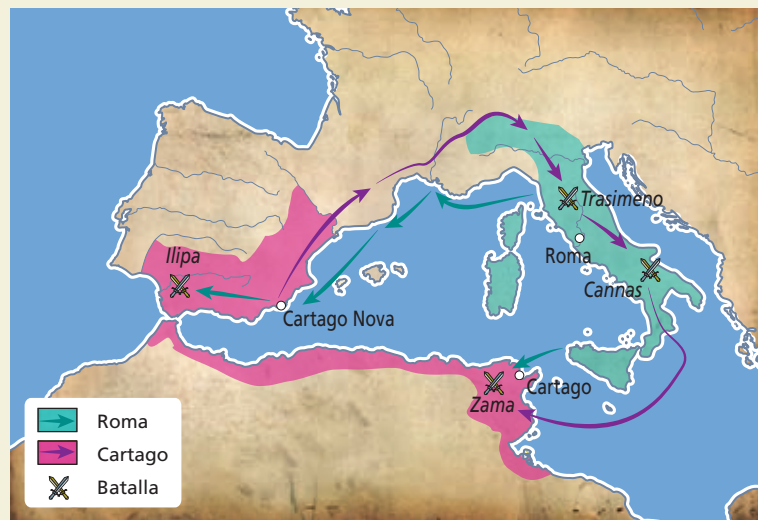 Trasimeno
Ilipa
Roma
Cannas
Cartago Nova
Cartago
Zama
Roma
Cartago
Batalla